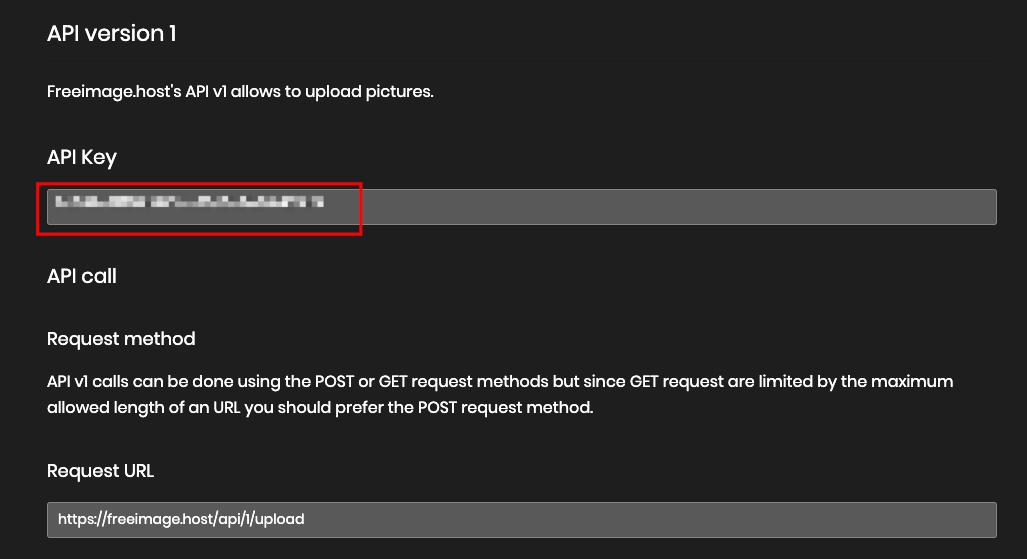 API version 1
Freeimage.host's API v1 allows to upload pictures.
API Key
API call
Request method
API v1 calls can be done using the POST or GET request methods but since GET request are limited by the maximum
allowed length of an URL you should prefer the POST request method.
Request URL
https://freeimage.host/api/1/upload